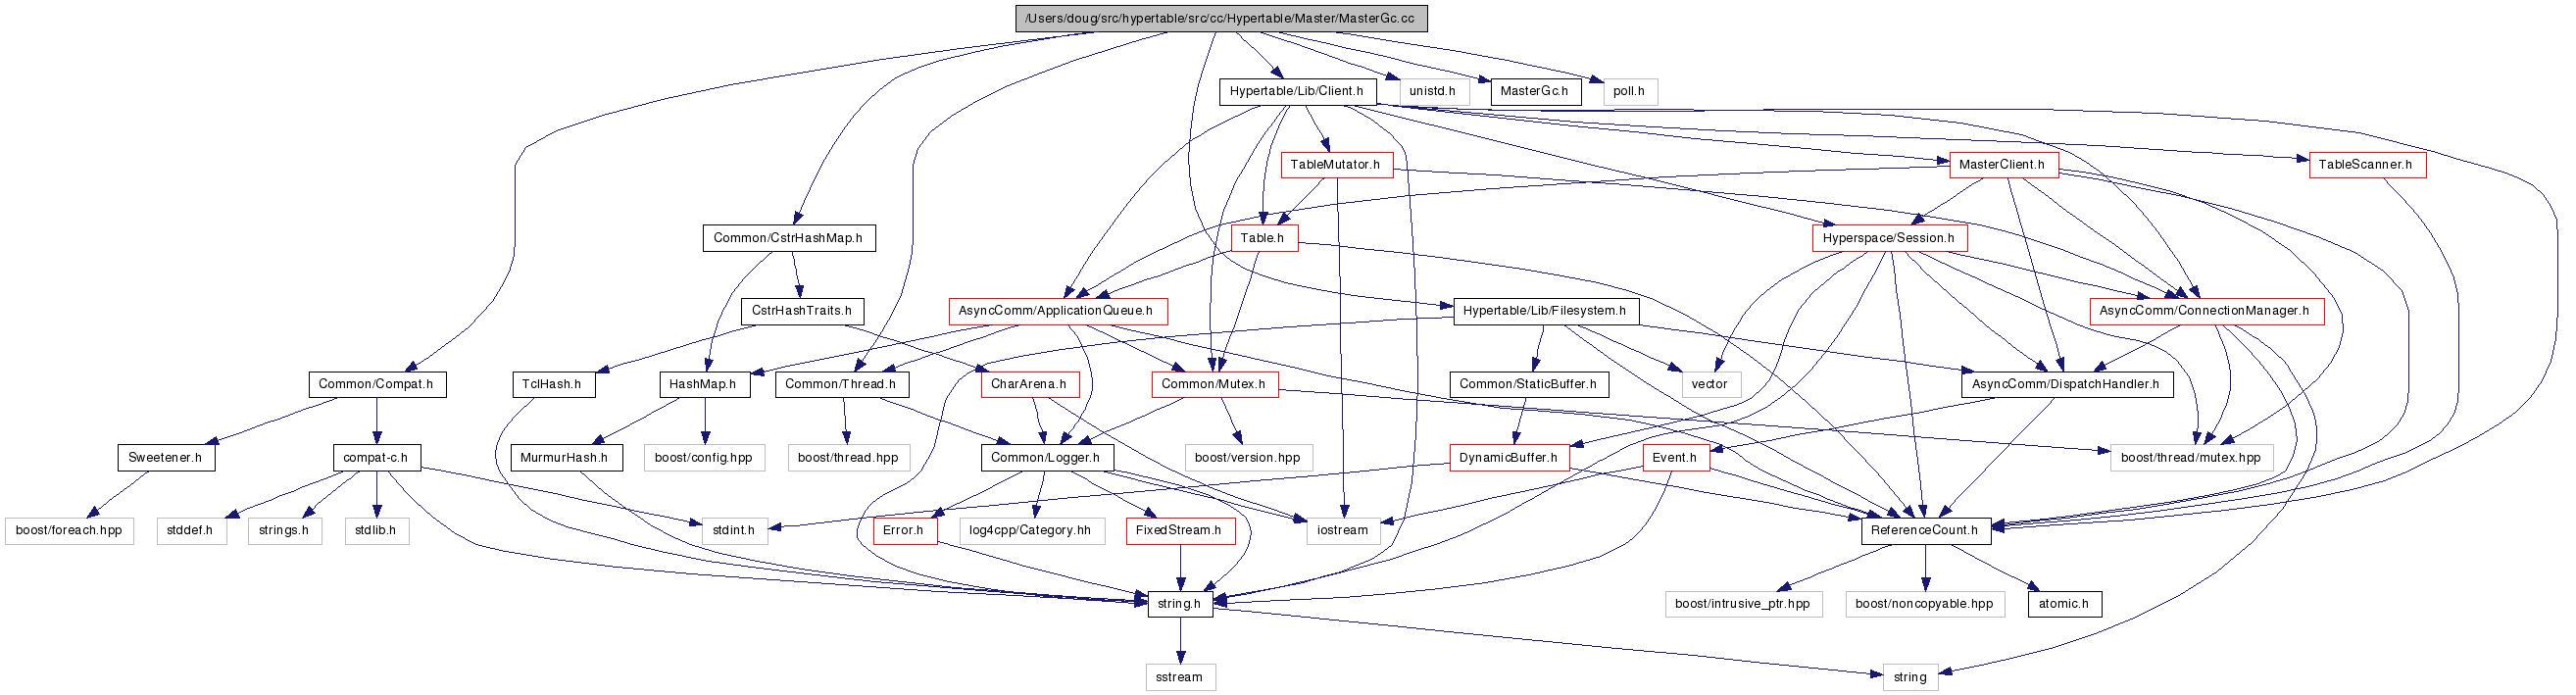 /Users/doug/src/hypertable/src/cc/Hypertable/Master/MasterGc.cc
Hypertable/Lib/Client.h
unistd.h
MasterGc.h
poll.h
TableMutator.h
MasterClient.h
TableScanner.h
Common/CstrHashMap.h
Table.h
Hyperspace/Session.h
CstrHashTraits.h
AsyncComm/ApplicationQueue.h
Hypertable/Lib/Filesystem.h
AsyncComm/ConnectionManager.h
Common/Compat.h
TclHash.h
HashMap.h
Common/Thread.h
CharArena.h
Common/Mutex.h
Common/StaticBuffer.h
vector
AsyncComm/DispatchHandler.h
Sweetener.h
compat-c.h
MurmurHash.h
boost/config.hpp
boost/thread.hpp
Common/Logger.h
boost/version.hpp
DynamicBuffer.h
Event.h
boost/thread/mutex.hpp
boost/foreach.hpp
stddef.h
strings.h
stdlib.h
stdint.h
Error.h
log4cpp/Category.hh
FixedStream.h
iostream
ReferenceCount.h
string.h
boost/intrusive_ptr.hpp
boost/noncopyable.hpp
atomic.h
sstream
string